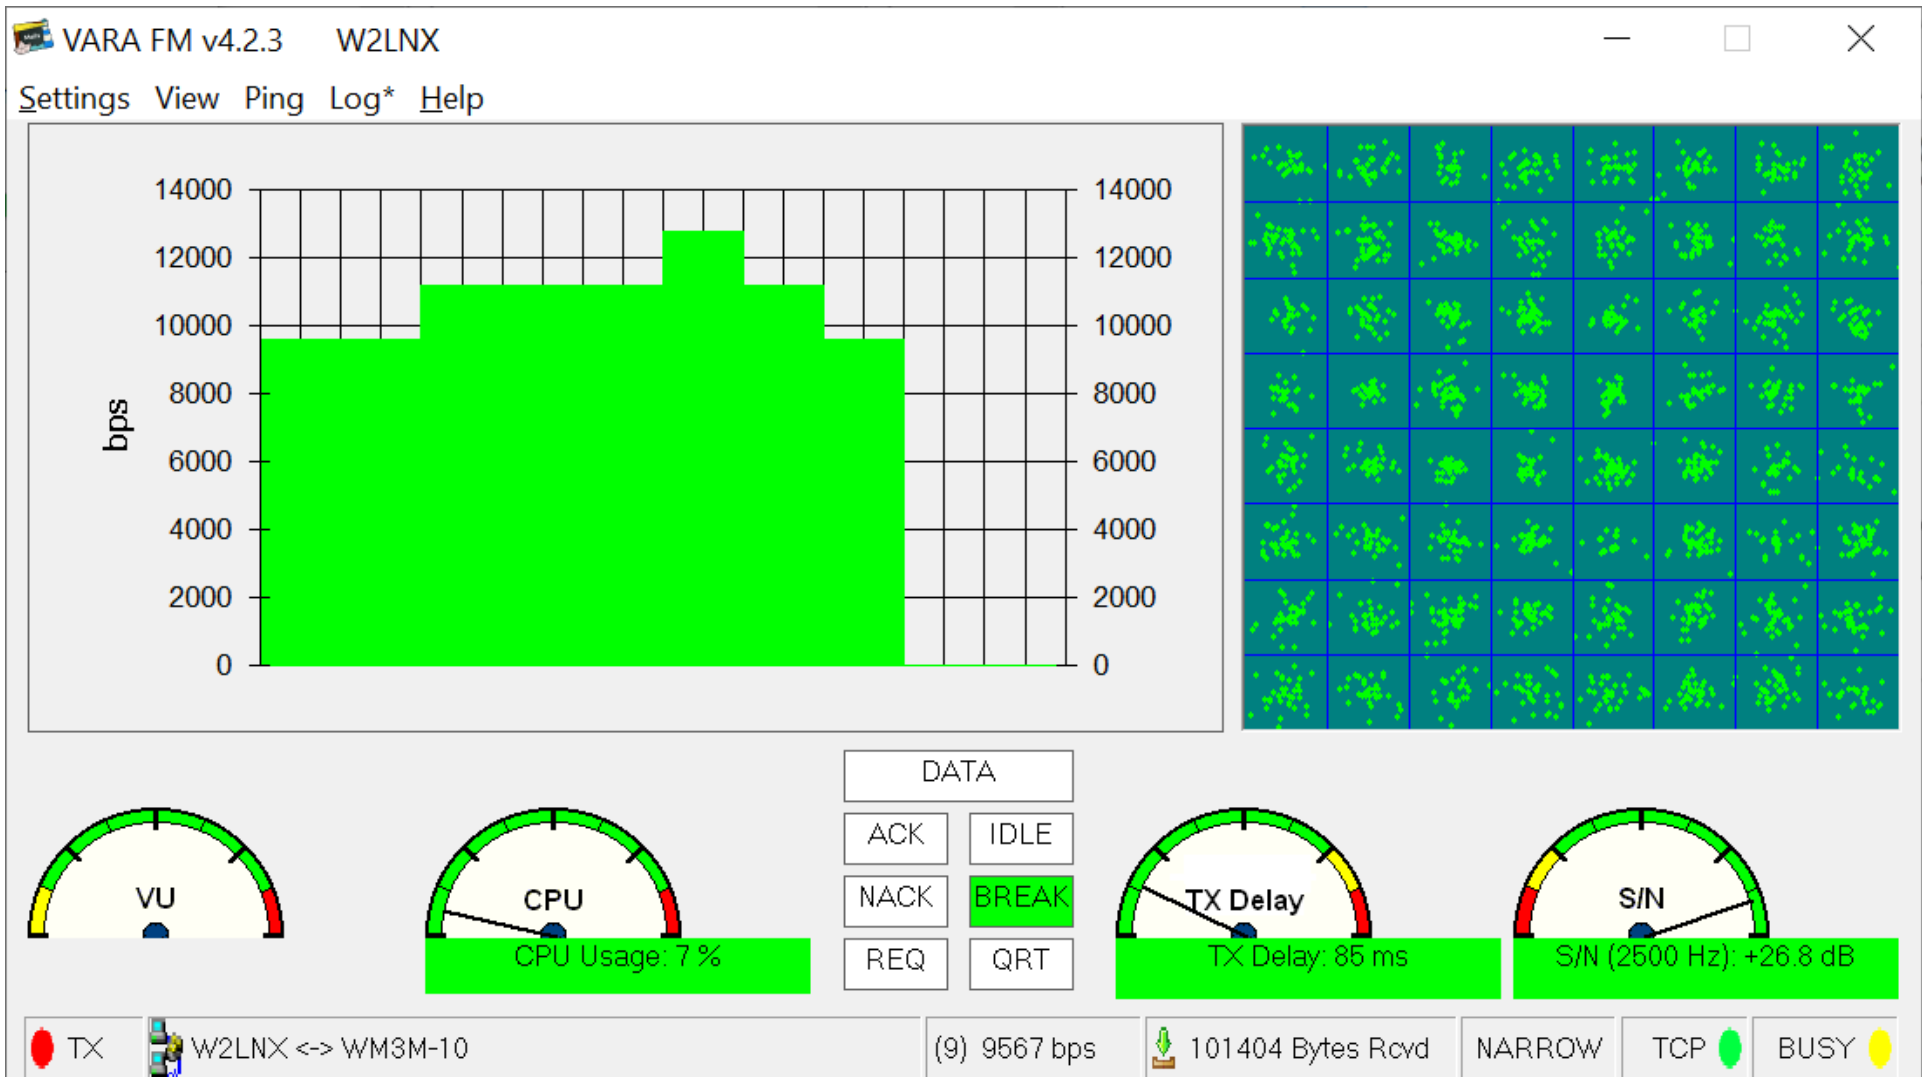 VARA FM v4.2.3 W2LNX
Settings View Ping Log* Help
14000 14000
12000 12000
10000 10000
8000 8000
bps
6000 6000
4000 4000
2000 2000
0 0
DATA
ACK IDLE
VU CPU NACK BREAK TX Delay S/N
CPU Usage: 7 % REQ QRT TX Delay: 85 ms S/N (2500 Hz): +26.8 dB
TX W2LNX <-> WM3M-10 (9) 9567 bps 101404 Bytes Rcvd NARROW TCP BUSY